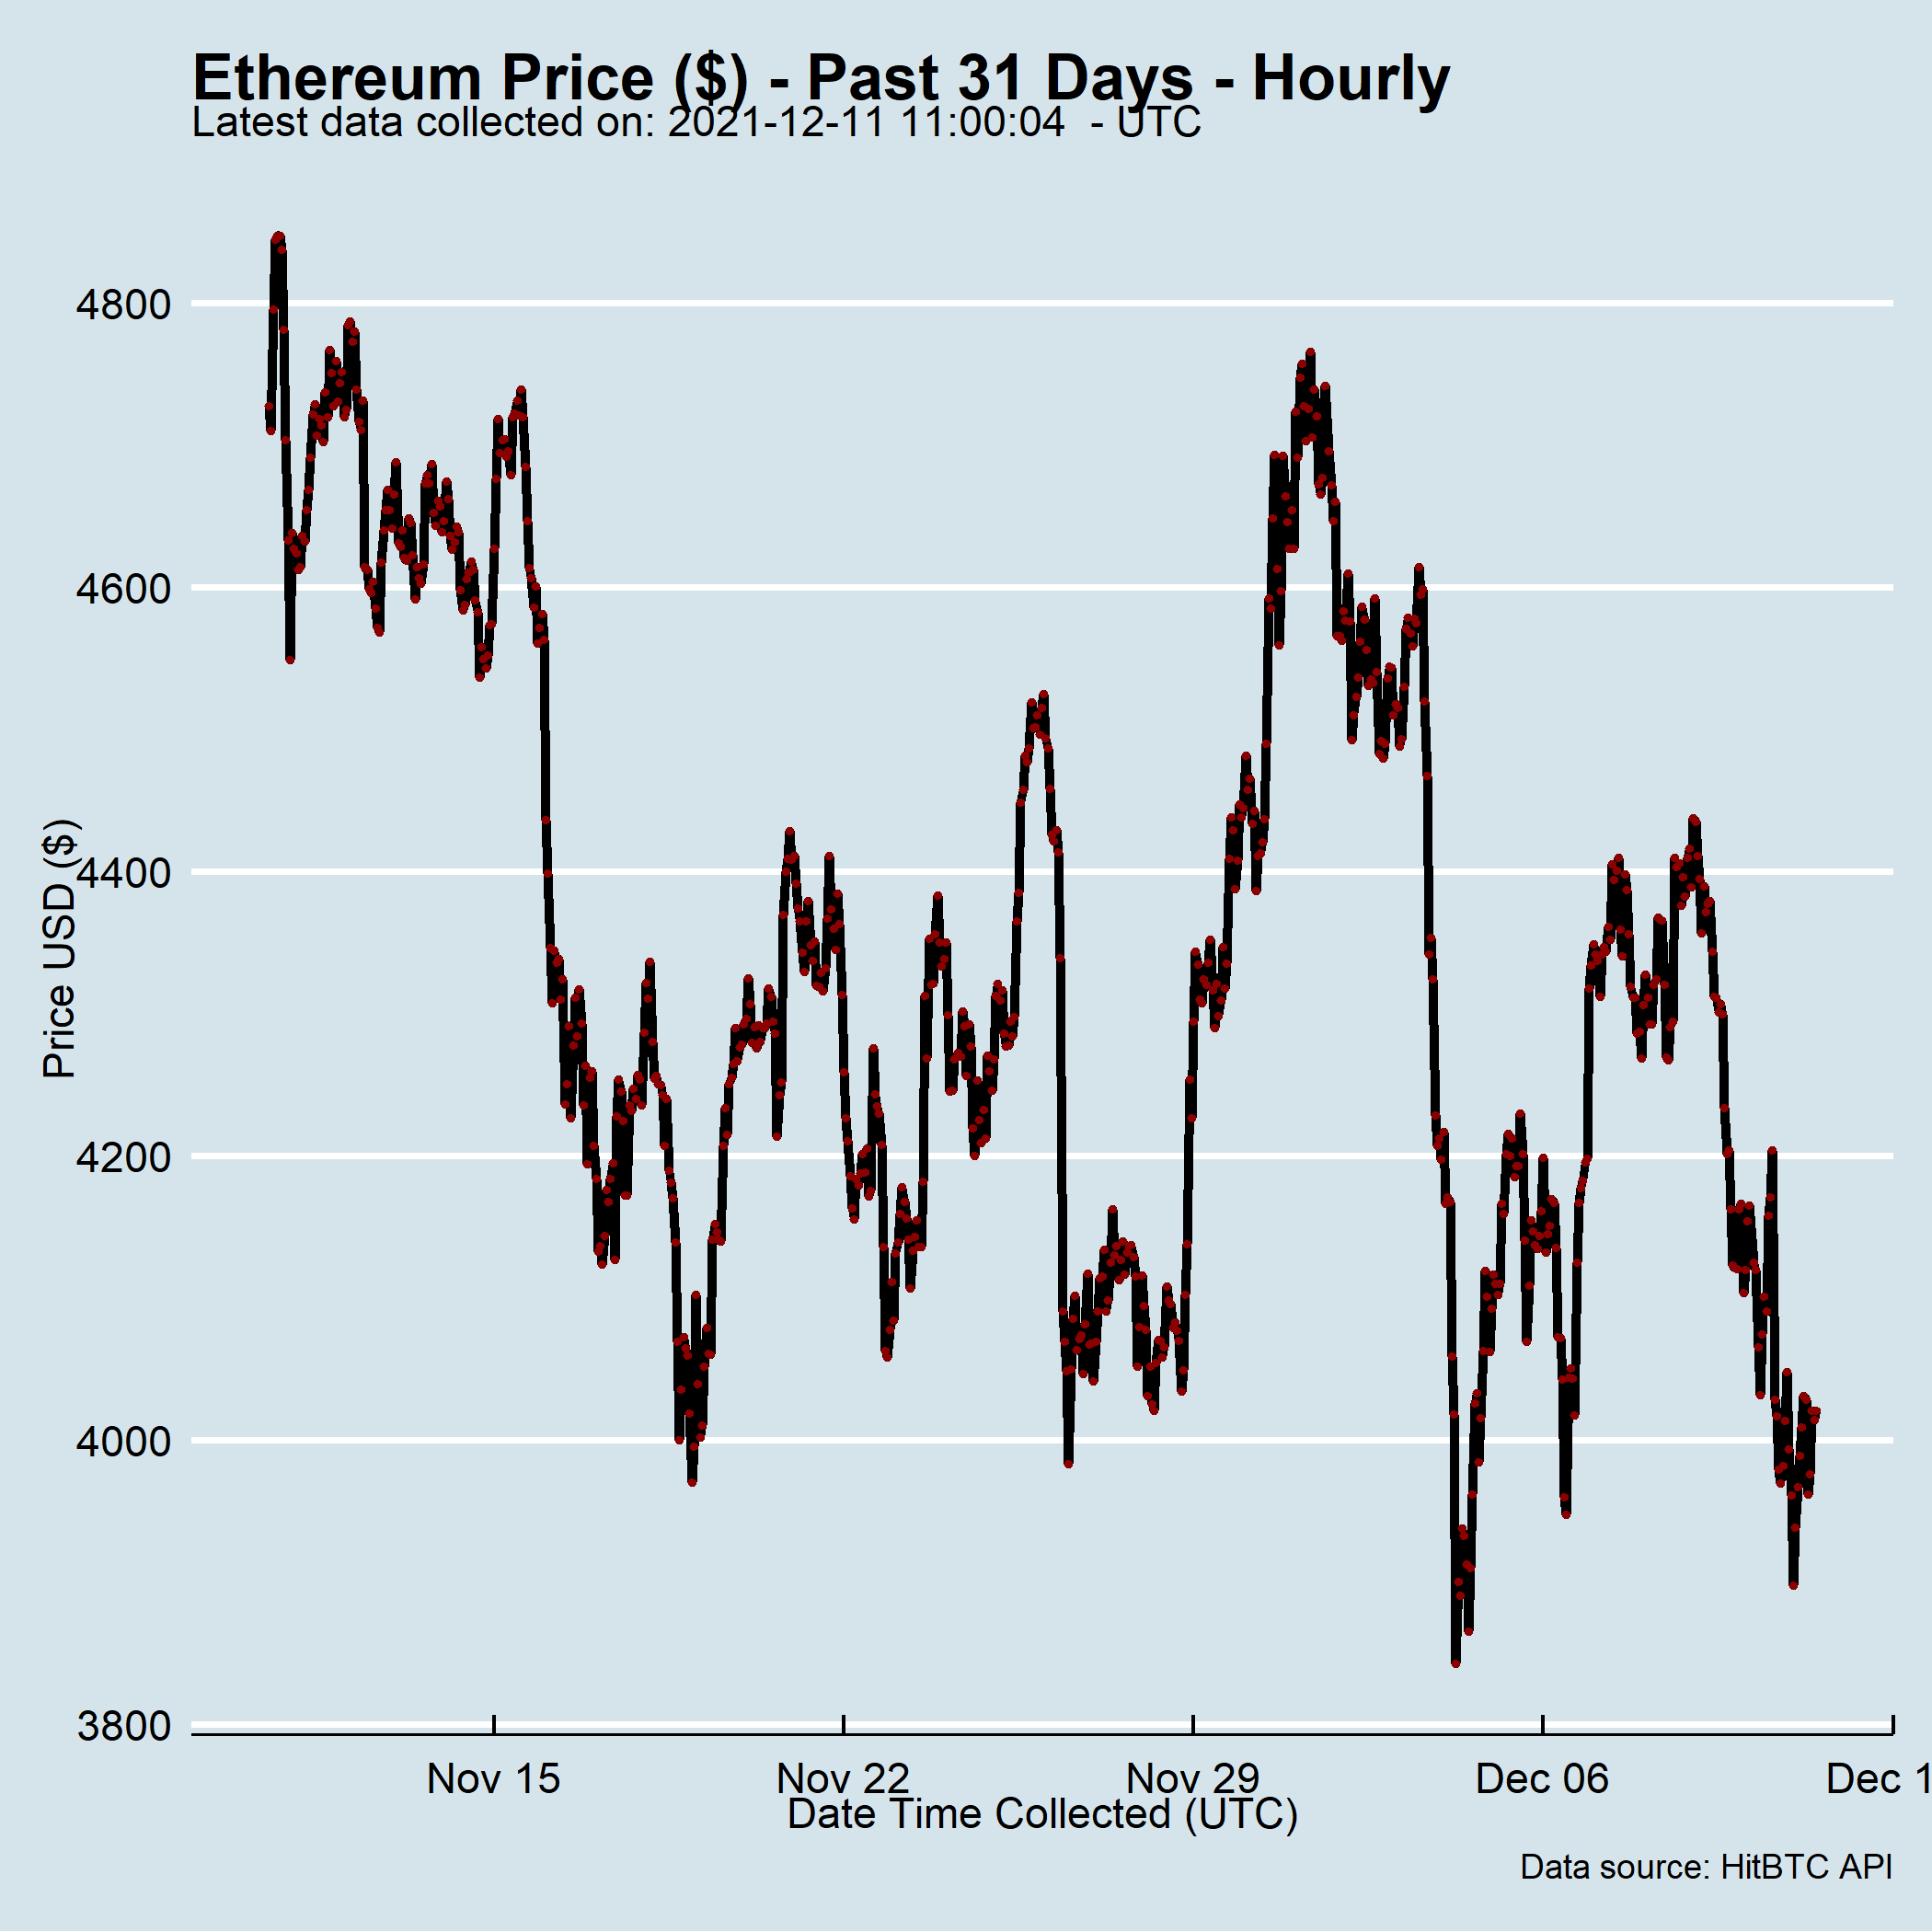 Ethereum Price ($) - Past 31 Days - Hourly
Latest data collected on: 2021-12-11 11:00:04  - UTC
4800
4600
4400
4200
4000
3800
Price USD ($)
Nov 15 Nov 22 Nov 29 Dec 06 Dec 1
Date Time Collected (UTC)
Data source: HitBTC API